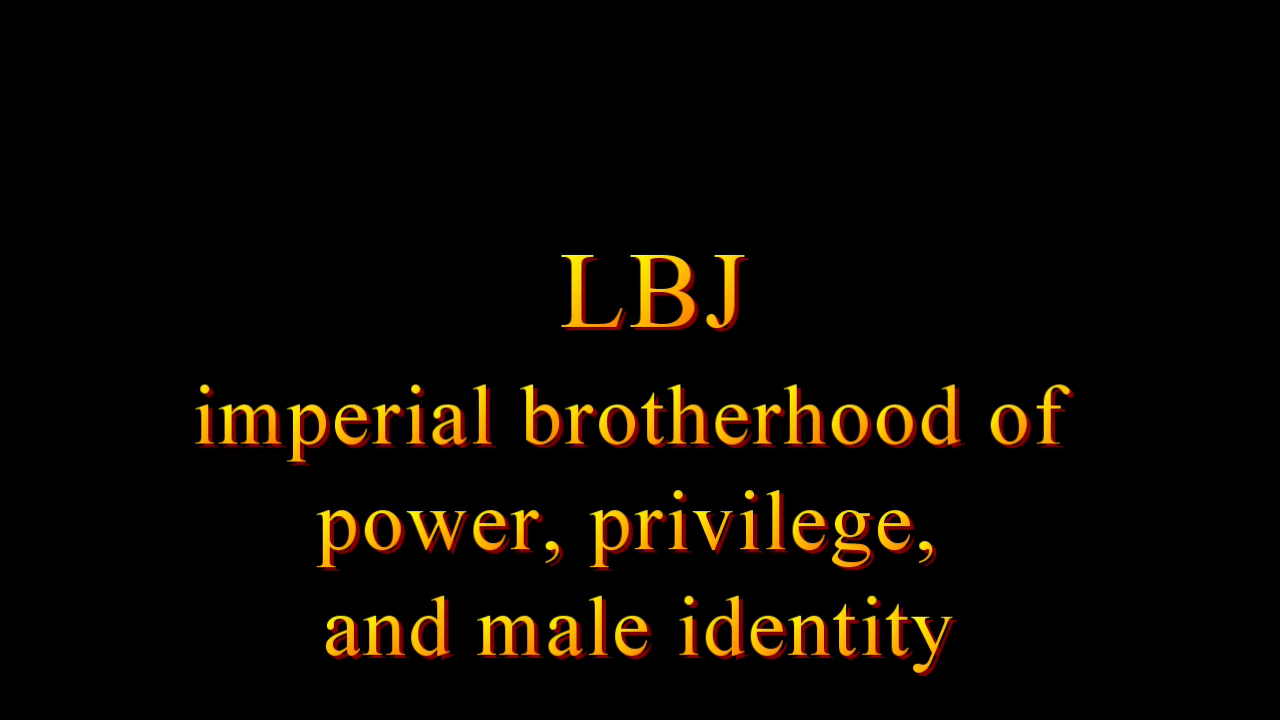 LBJ
imperial brotherhood of
power, privilege,
and male identity